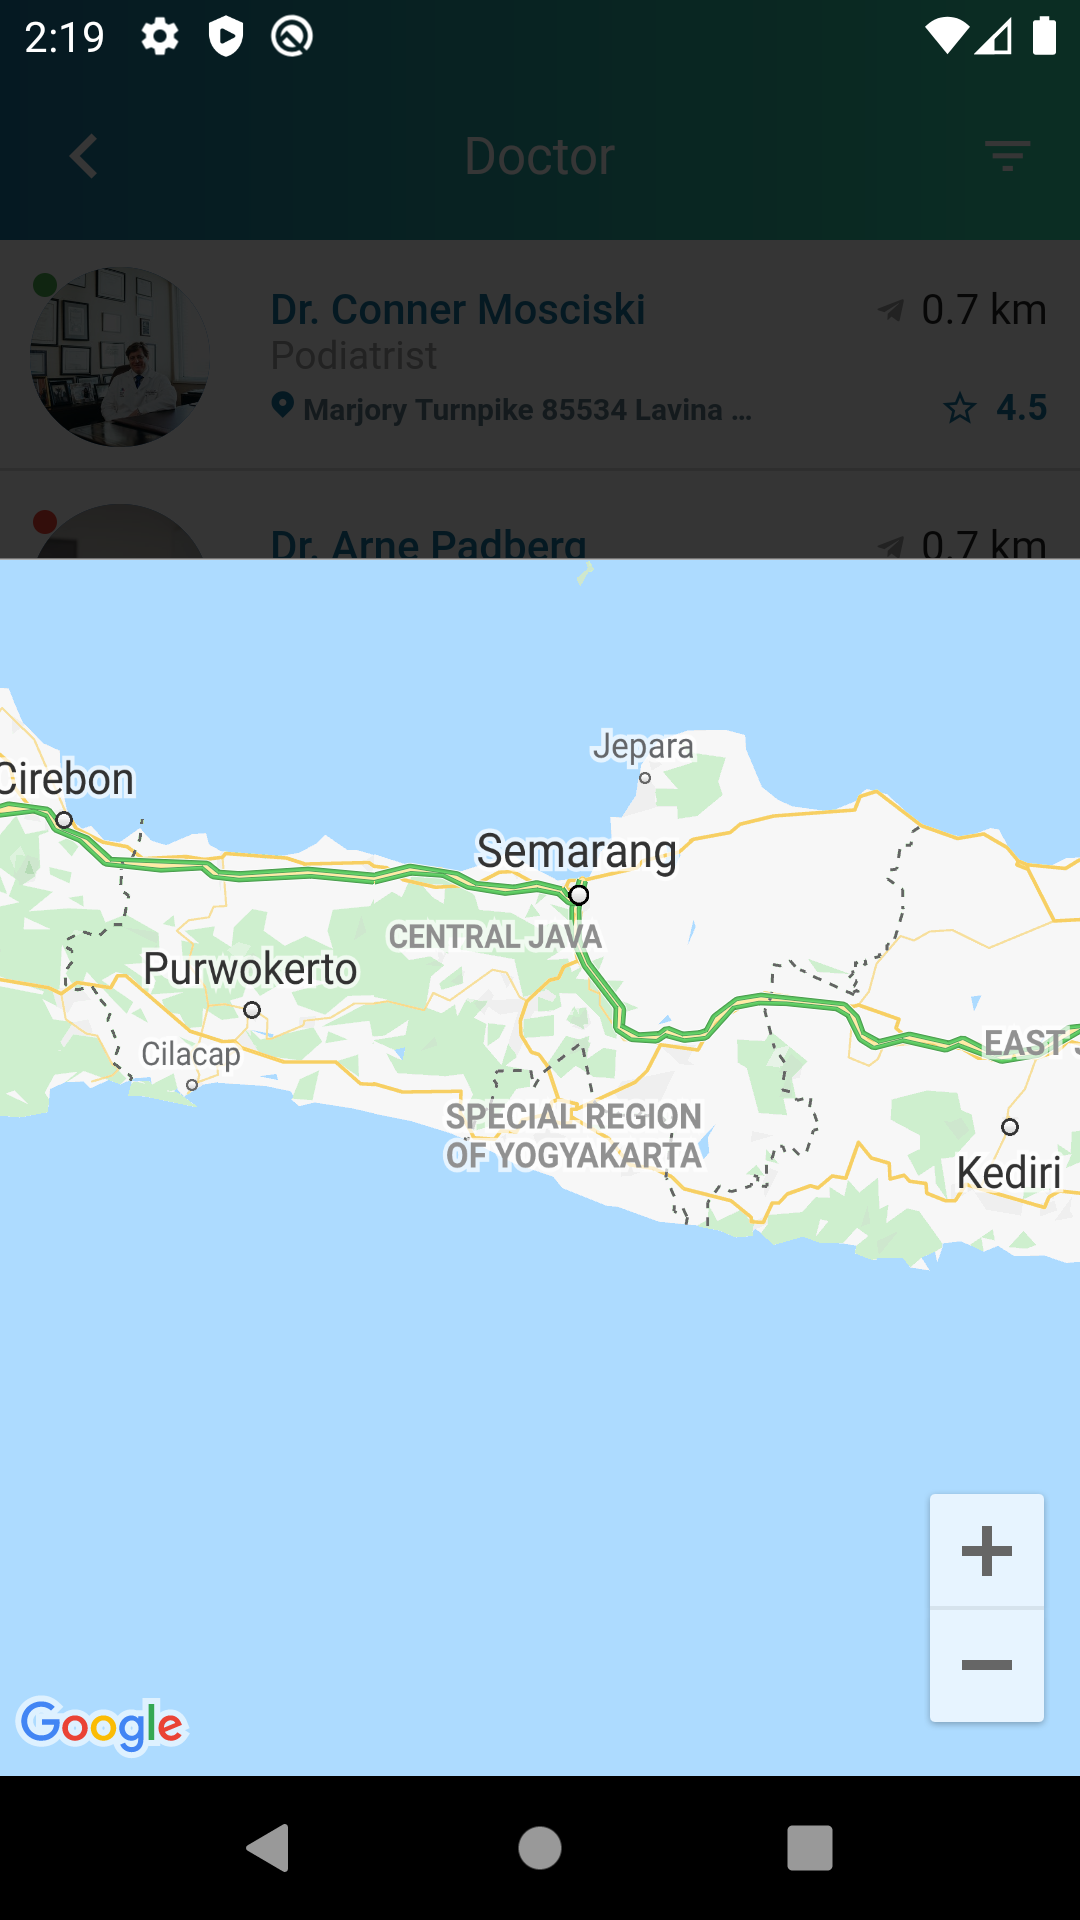 2:19
Doctor
Dr. Conner Mosciski
0.7 km
Podiatrist
Marjory Turnpike 85534 Lavina ...
4.5
Dr. Arne Padberg
0.7 km
Jepara
Cirebon
Semarang
CENTRAL JAVA
Purwokerto
Cilacap
EAST J
SPECIAL REGION
OF YOGYAKARTA
Kediri
Google